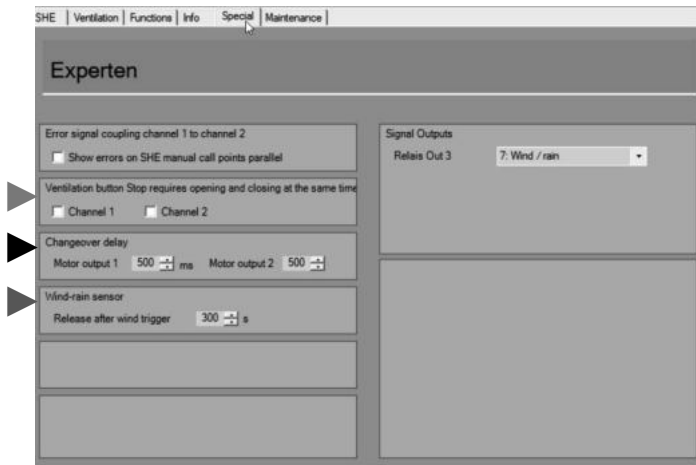 SHE Ventilation Functions Info Special Maintenance
Experten
Error signal coupling channel 1 to channel 2
Show errors on SHE manual call points parallel
Ventilation button Stop requires opening and closing at the same time
Channel 1 Channel 2
Changeover delay
Motor output 1 500 ms Motor output 2 500
Wind-rain sensor
Release after wind trigger 300 s
Signal Outputs
Relais Out 3 7: Wind / rain